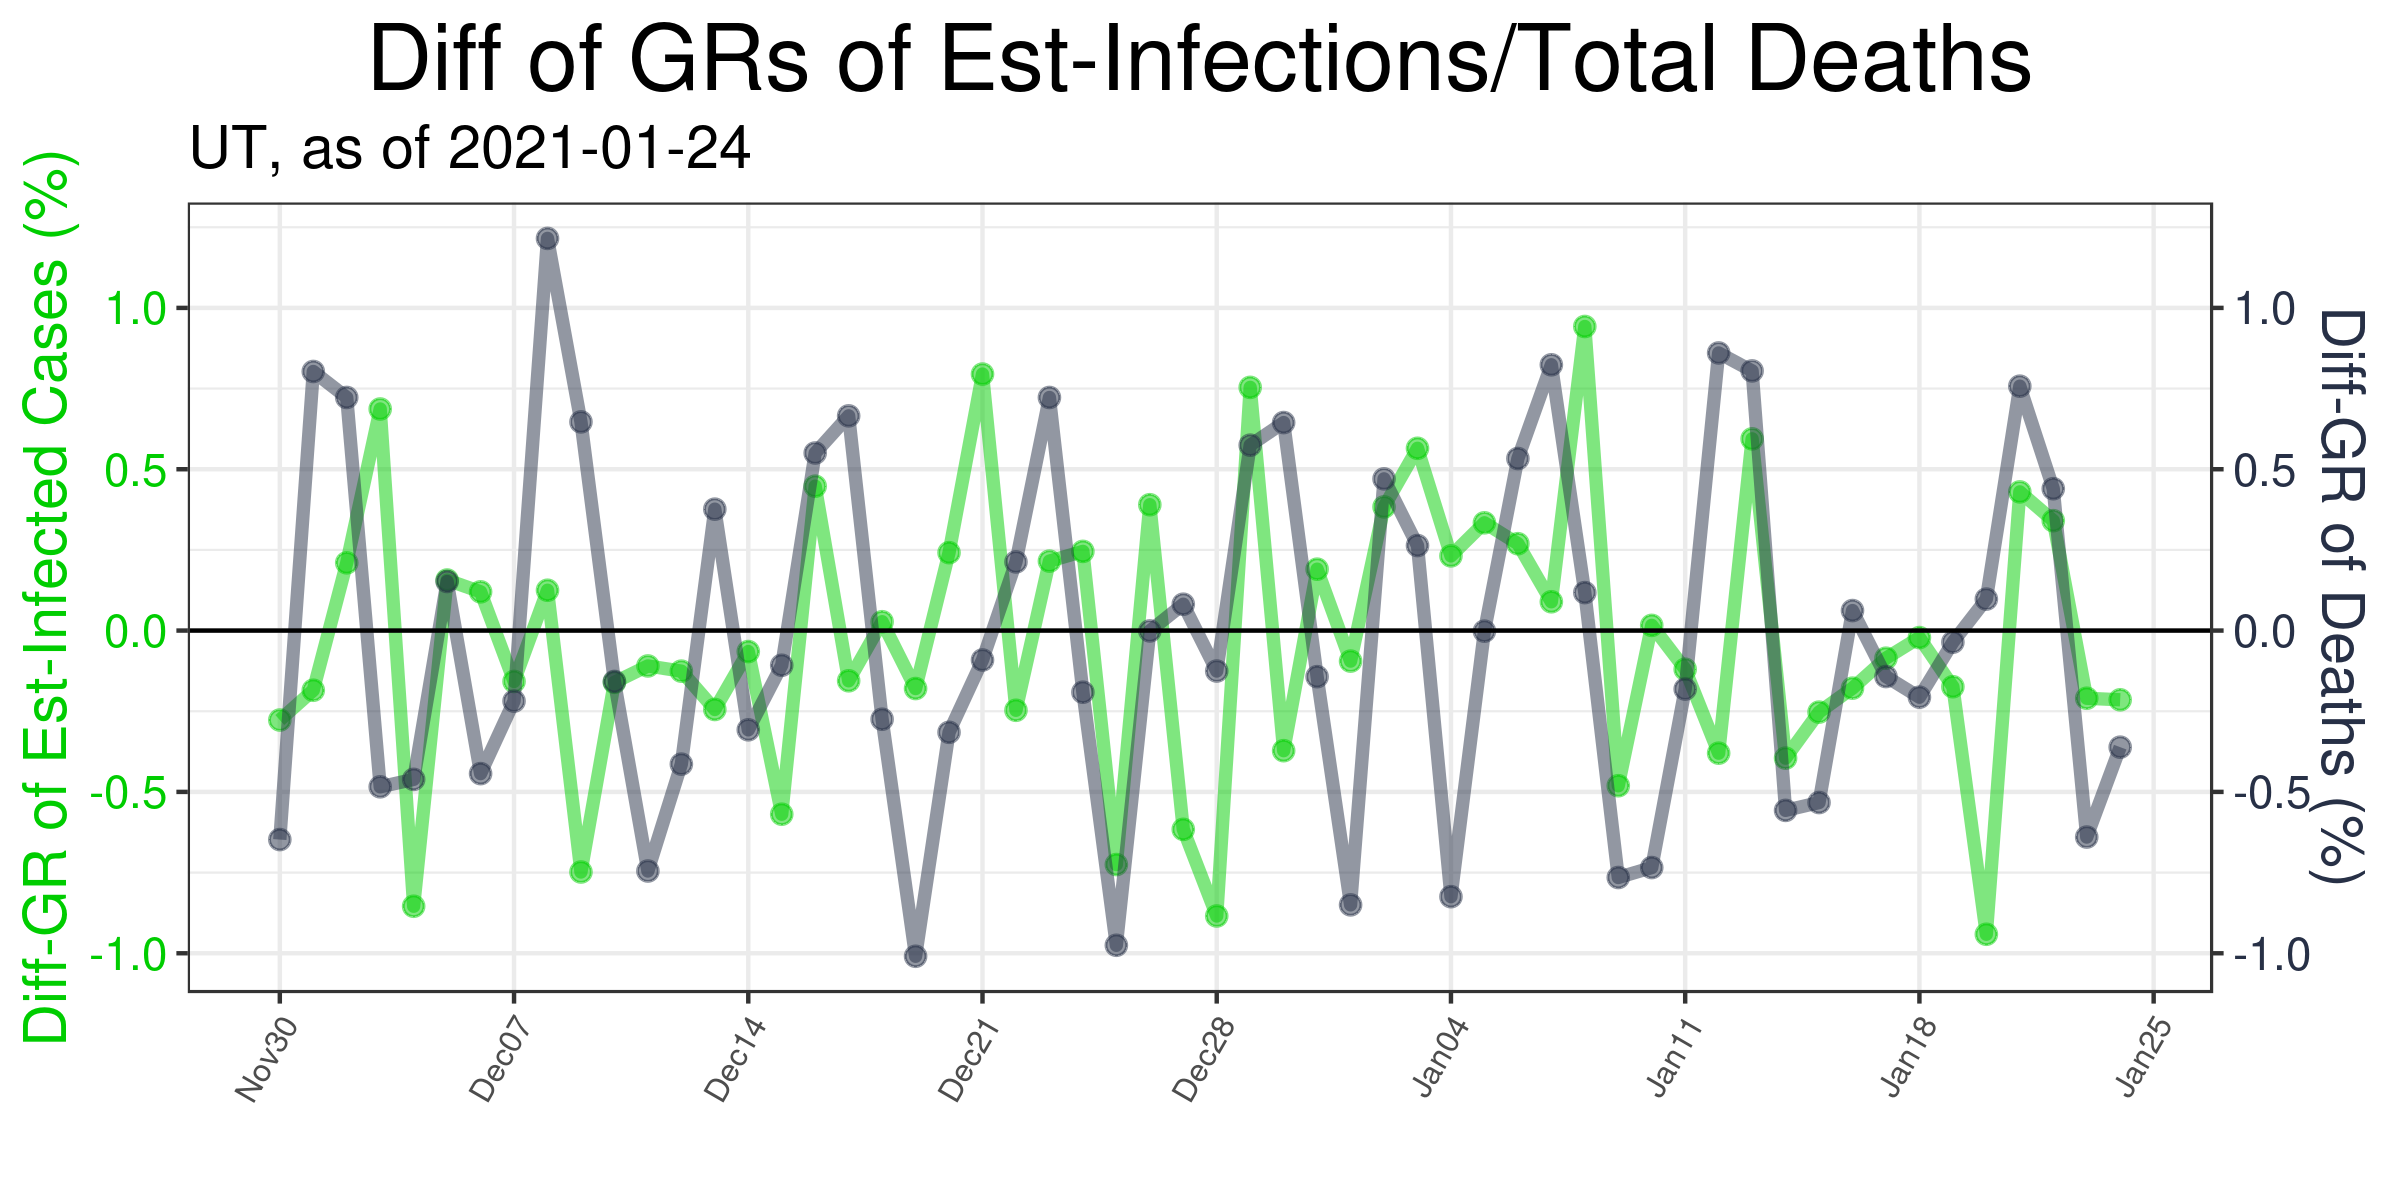 Diff of GRs of Est-Infections/Total Deaths
UT, as of 2021-01-24
Diff-GR of Est-Infected Cases (%)
1.0
0.5
0.0
-0.5
-1.0
1.0
0.5
0.0
-0.5
-1.0
Diff-GR of Deaths (%)
Nov30
Dec07
Dec14
Dec21
Dec28
Jan04
Jan11
Jan18
Jan25